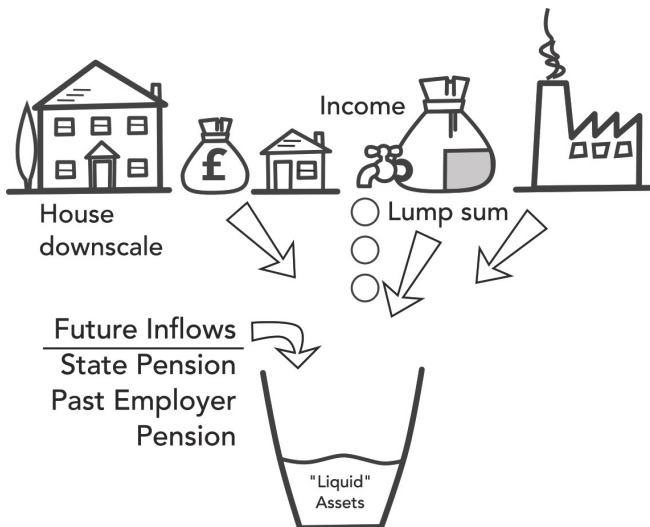 Income
£
House
downscale
Lump sum
Future Inflows
State Pension
Past Employer
Pension
"Liquid"
Assets